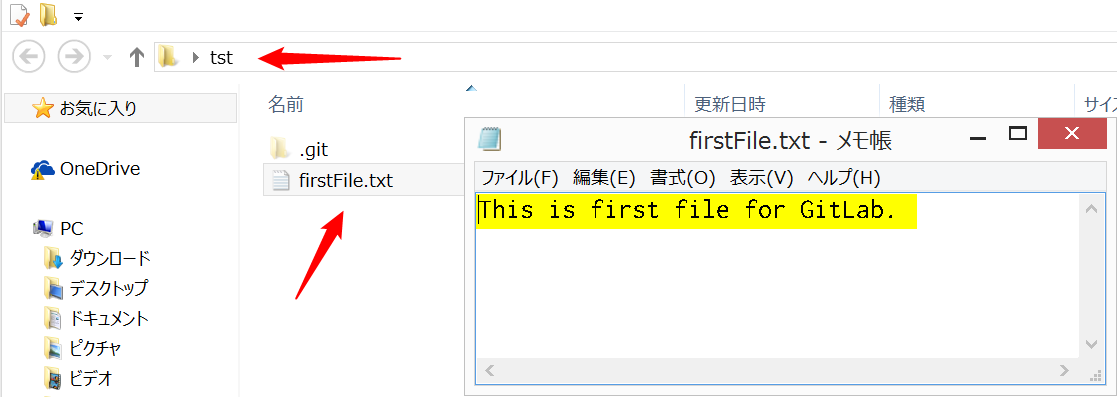 tst
お気に入り
OneDrive
PC
ダウンロード
デスクトップ
ドキュメント
ピクチャ
ビデオ
名前
更新日時
種類
サイ
.git
firstFile.txt
firstFile.txt - メモ帳
ファイル(F) 編集(E) 書式(O) 表示(V) ヘルプ(H)
This is first file for GitLab.